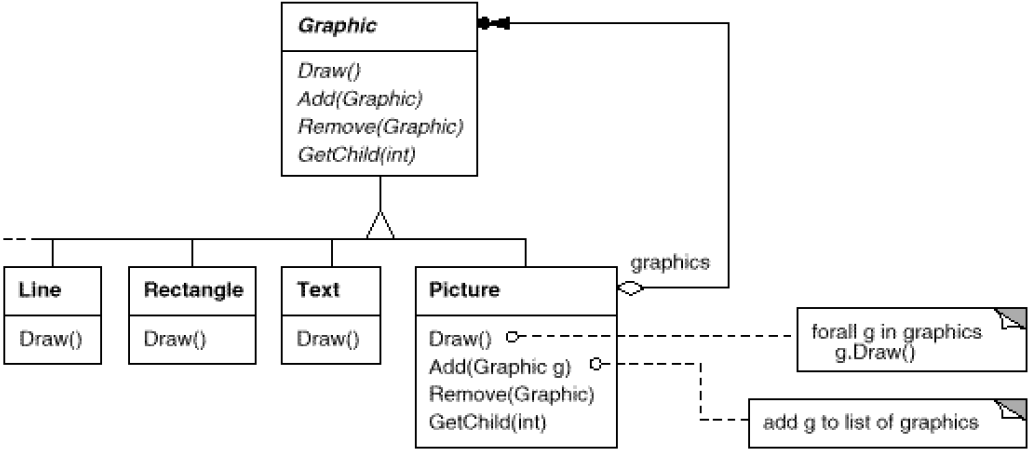 Graphic
Draw()
Add(Graphic)
Remove(Graphic)
GetChild(int)
graphics
Line
Draw()
Rectangle
Draw()
Text
Draw()
Picture
Draw()
Add(Graphic g)
Remove(Graphic)
GetChild(int)
forall g in graphics
g.Draw()
add g to list of graphics